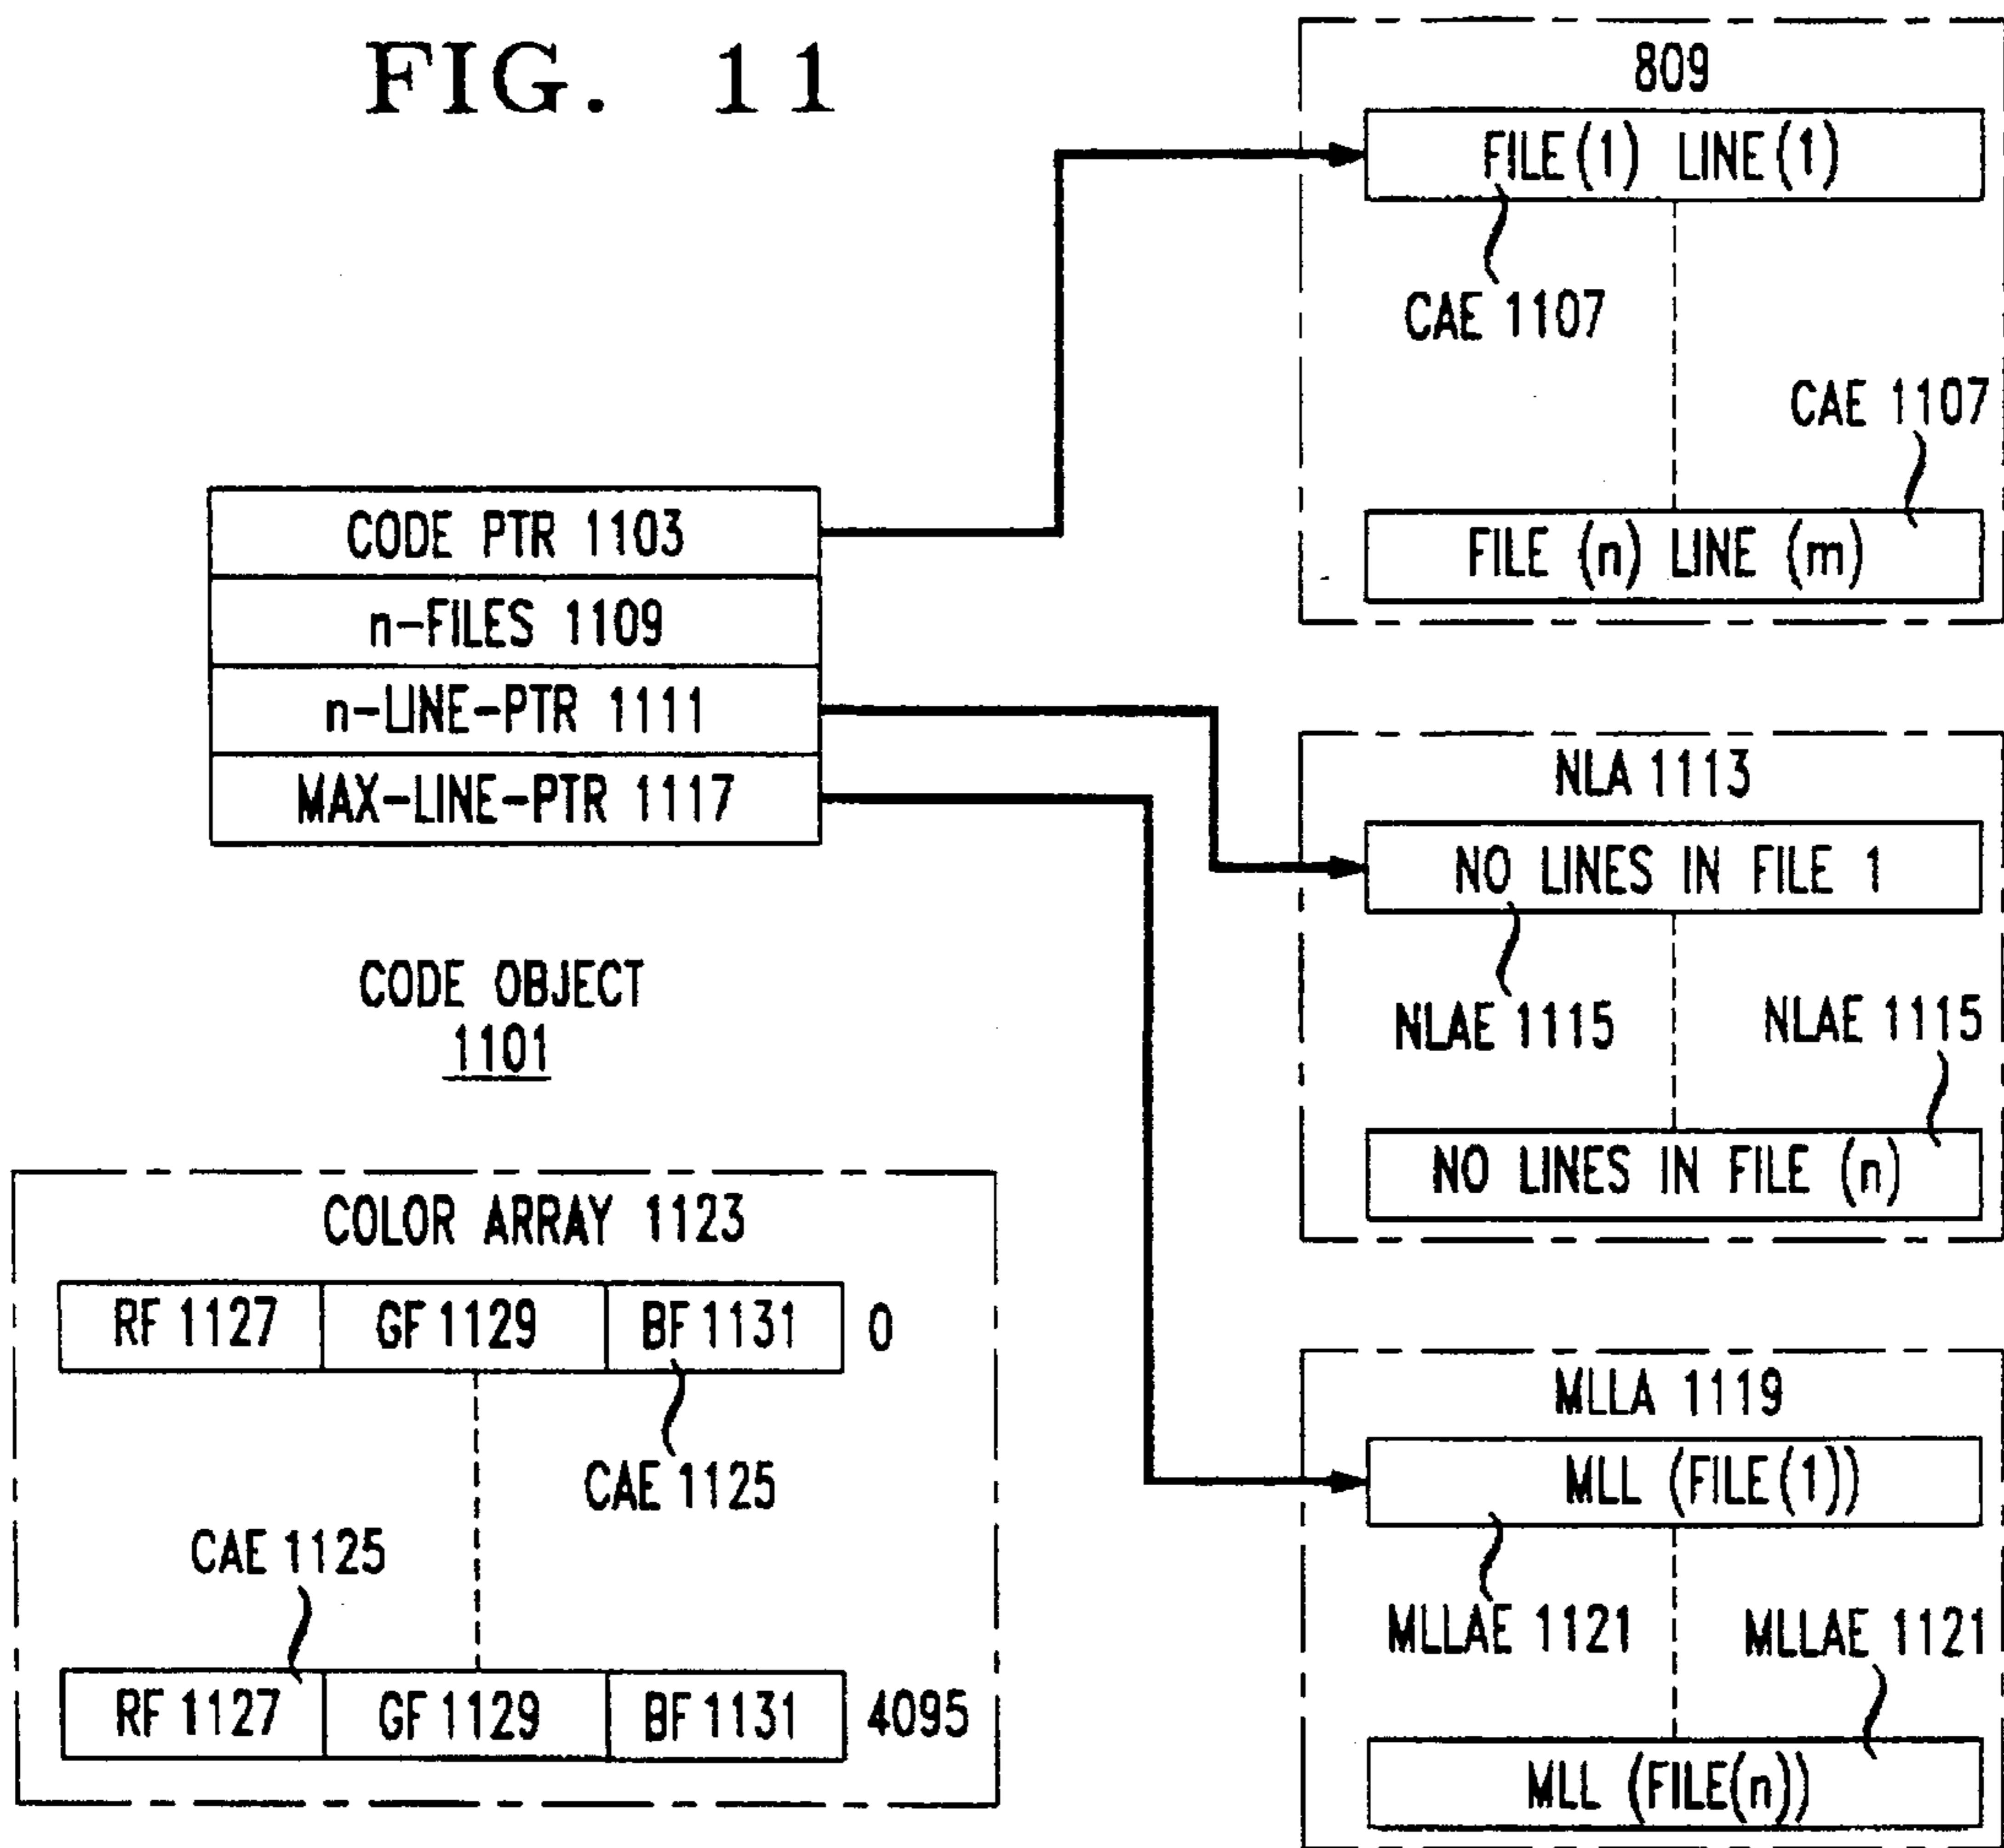 FIG. 11
809
FILE(1) LINE(1)
CAE 1107
CAE 1107
FILE (n) LINE (m)
CODE PTR 1103
n-FILES 1109
n-LINE-PTR 1111
MAX-LINE-PTR 1117
CODE OBJECT
1101
NLA 1113
NO LINES IN FILE 1
NLAE 1115
NLAE 1115
NO LINES IN FILE (n)
COLOR ARRAY 1123
RF 1127 GF 1129 BF 1131 0
CAE 1125
CAE 1125
RF 1127 GF 1129 BF 1131 4095
MLLA 1119
MLL (FILE(1))
MLLAE 1121
MLLAE 1121
MLL (FILE(n))